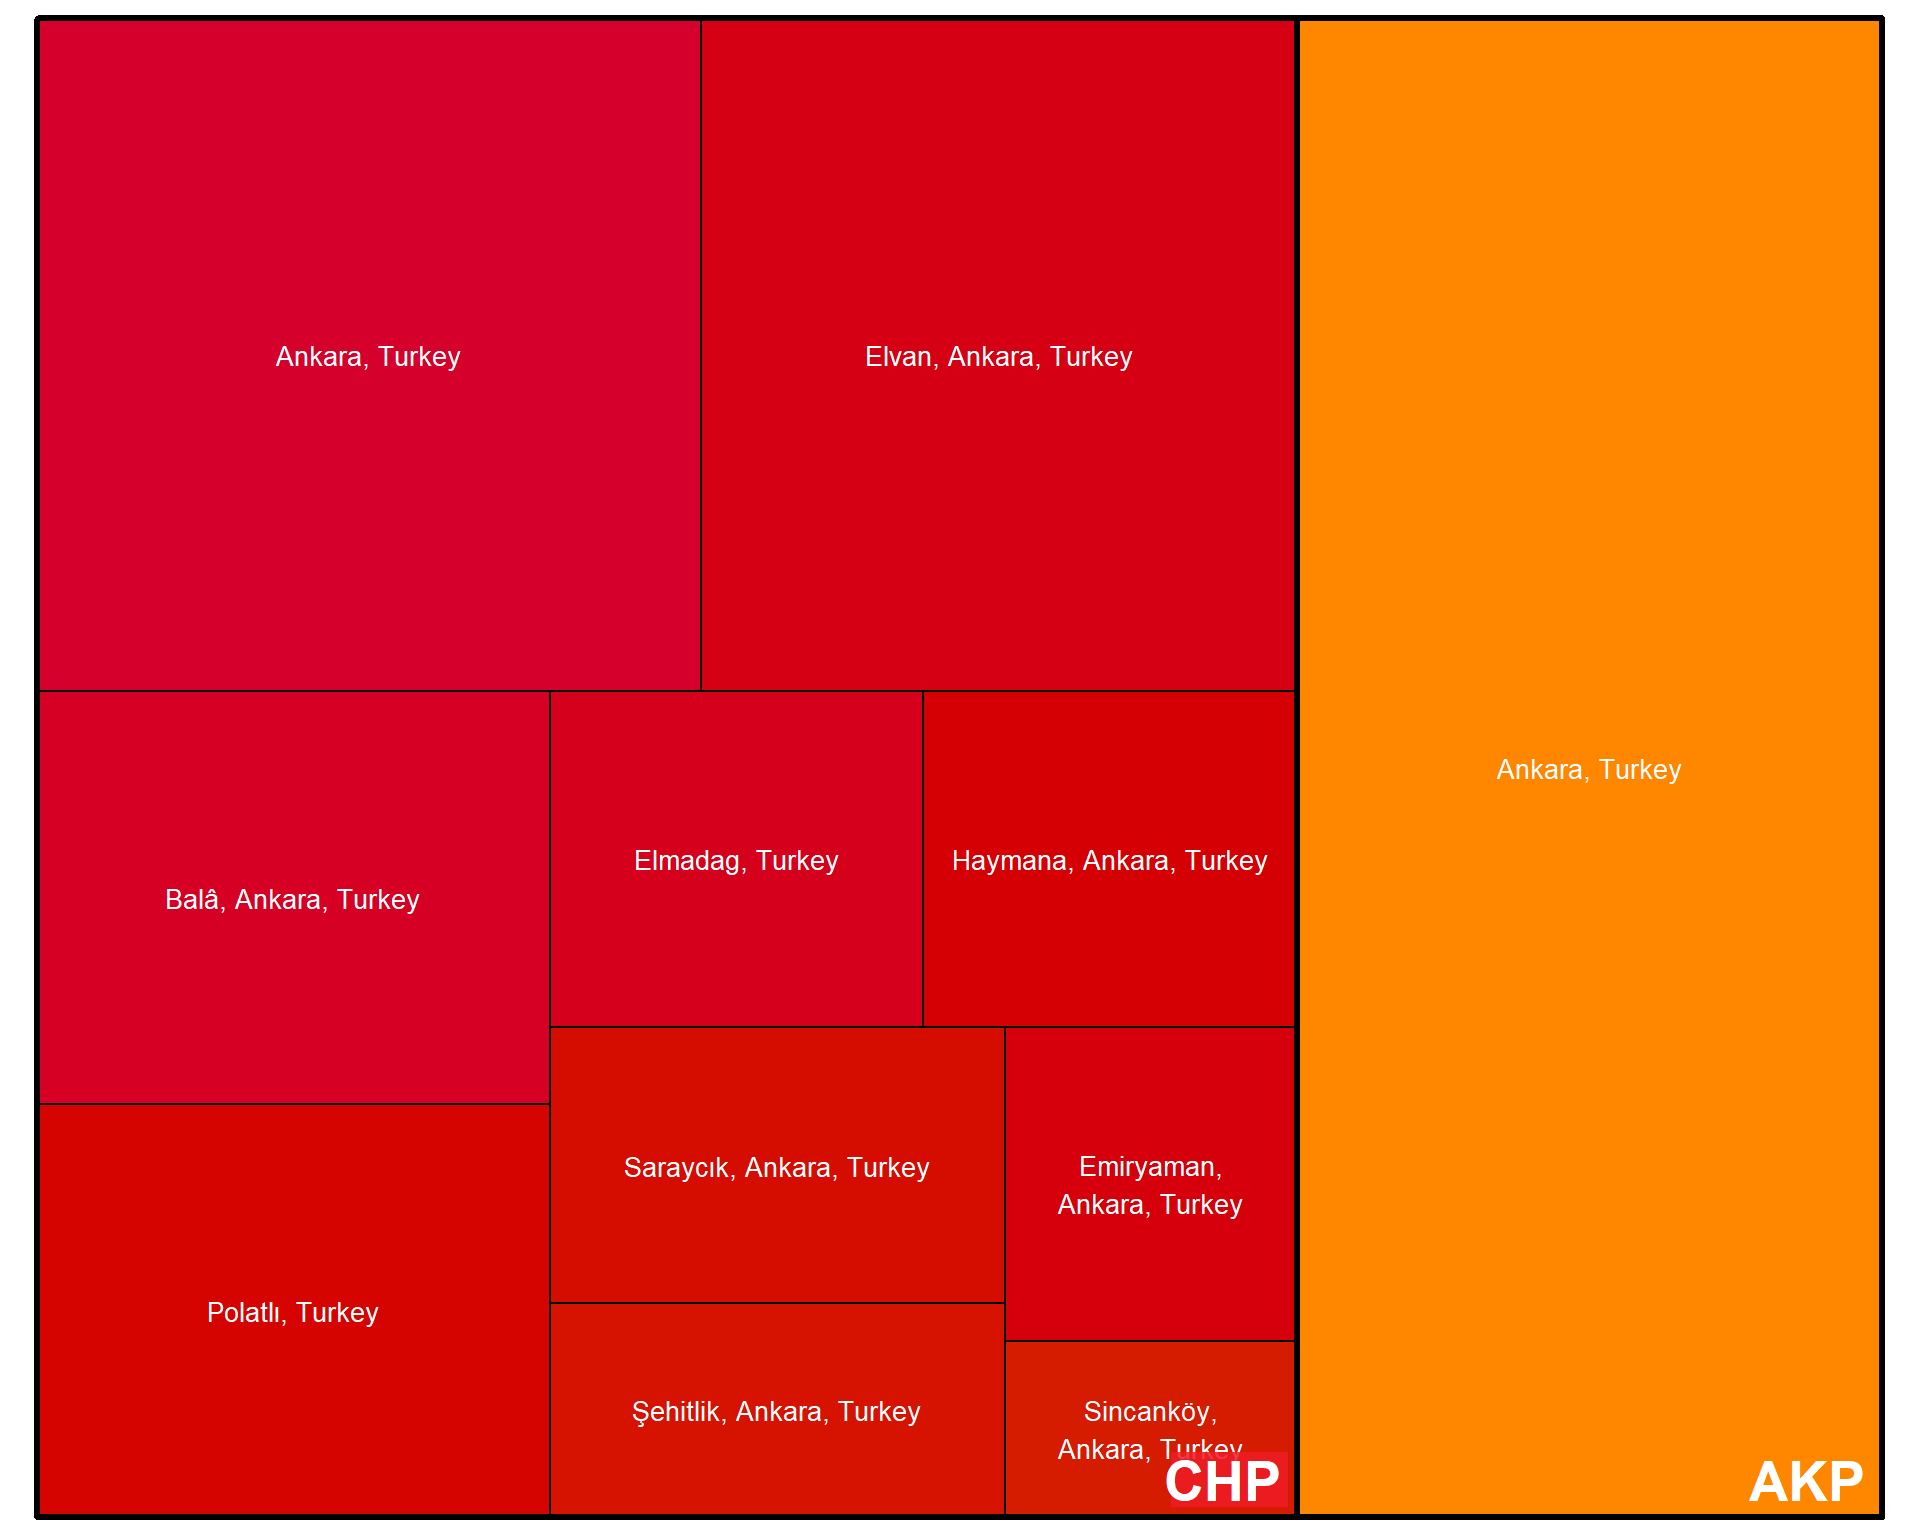 Ankara, Turkey
Elvan, Ankara, Turkey
Ankara, Turkey
Balâ, Ankara, Turkey
Elmadag, Turkey
Haymana, Ankara, Turkey
Saraycık, Ankara, Turkey
Emiryaman,
Ankara, Turkey
Polatlı, Turkey
Şehitlik, Ankara, Turkey
Sincanköy,
Ankara, Turkey
CHP
AKP